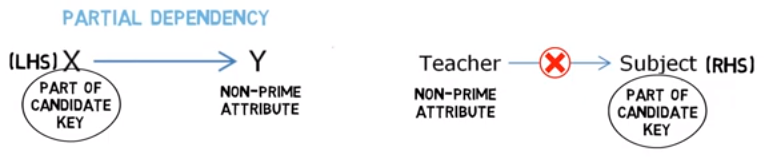 PARTIAL DEPENDENCY
(LHS) X Y
PART OF CANDIDATE KEY
NON-PRIME ATTRIBUTE
Teacher Subject (RHS)
NON-PRIME ATTRIBUTE
PART OF CANDIDATE KEY